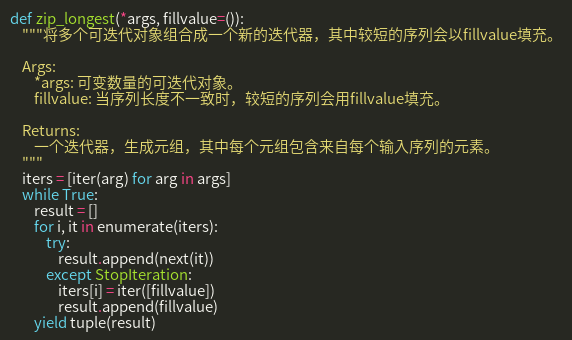 def zip_longest(*args, fillvalue=()):
    """将多个可迭代对象组合成一个新的迭代器，其中较短的序列会以fillvalue填充。

    Args:
        *args: 可变数量的可迭代对象。
        fillvalue: 当序列长度不一致时，较短的序列会用fillvalue填充。

    Returns:
        一个迭代器，生成元组，其中每个元组包含来自每个输入序列的元素。
    """
    iters = [iter(arg) for arg in args]
    while True:
        result = []
        for i, it in enumerate(iters):
            try:
                result.append(next(it))
            except StopIteration:
                iters[i] = iter([fillvalue])
                result.append(fillvalue)
        yield tuple(result)